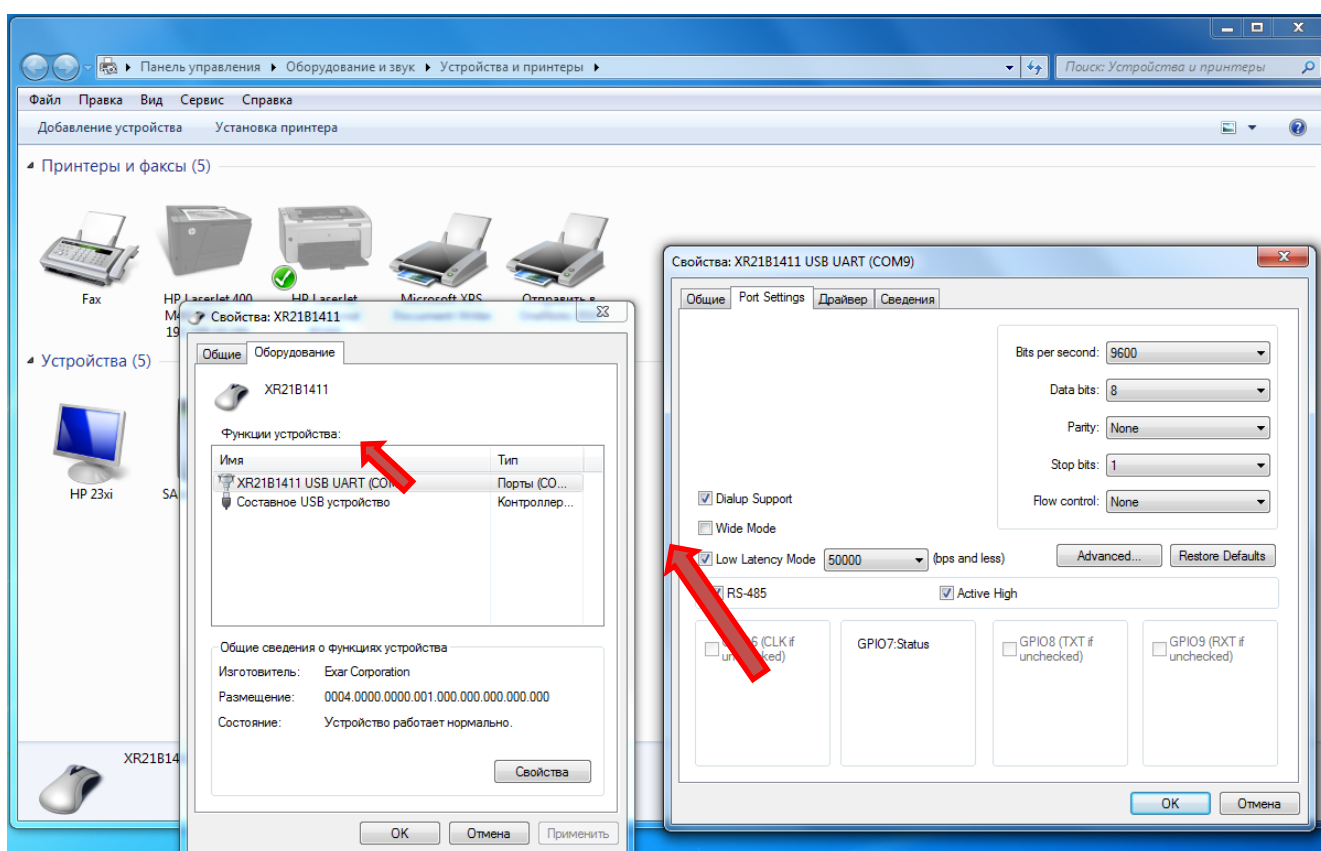 Панель управления ▸ Оборудование и звук ▸ Устройства и принтеры ▸
Поиск: Устройства и принтеры
Файл Правка Вид Сервис Справка
Добавление устройства Установка принтера
Принтеры и факсы (5)
Fax
HP LaserJet 400
19
HP LaserJet
Microsoft XPS
Отправить в
Устройства (5)
HP 23xi
SA
XR21B14
Свойства: XR21B1411
Общие Оборудование
XR21B1411
Функции устройства:
Имя Тип
XR21B1411 USB UART (COM Порты (CO...
Составное USB устройство Контроллер...
Общие сведения о функциях устройства
Изготовитель: Exar Corporation
Размещение: 0004.0000.0000.001.000.000.000.000.000
Состояние: Устройство работает нормально.
Свойства
OK Отмена Применить
Свойства: XR21B1411 USB UART (COM9)
Общие Port Settings Драйвер Сведения
Bits per second: 9600
Data bits: 8
Parity: None
Stop bits: 1
Flow control: None
Dialup Support
Wide Mode
Low Latency Mode 50000 (bps and less)
Advanced... Restore Defaults
RS-485 Active High
(CLK if
GPIO7:Status
GPIO8 (TXT if
unchecked)
GPIO9 (RXT if
unchecked)
OK Отмена